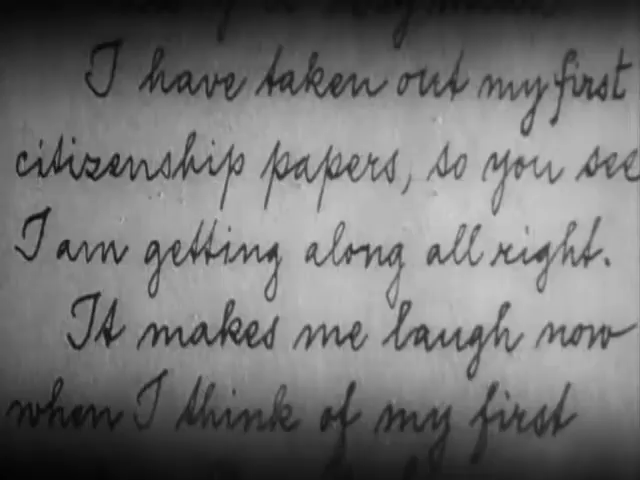 I have taken out my first
citizenship papers, so you see
I am getting along all right.
It makes me laugh now
when I think of my first